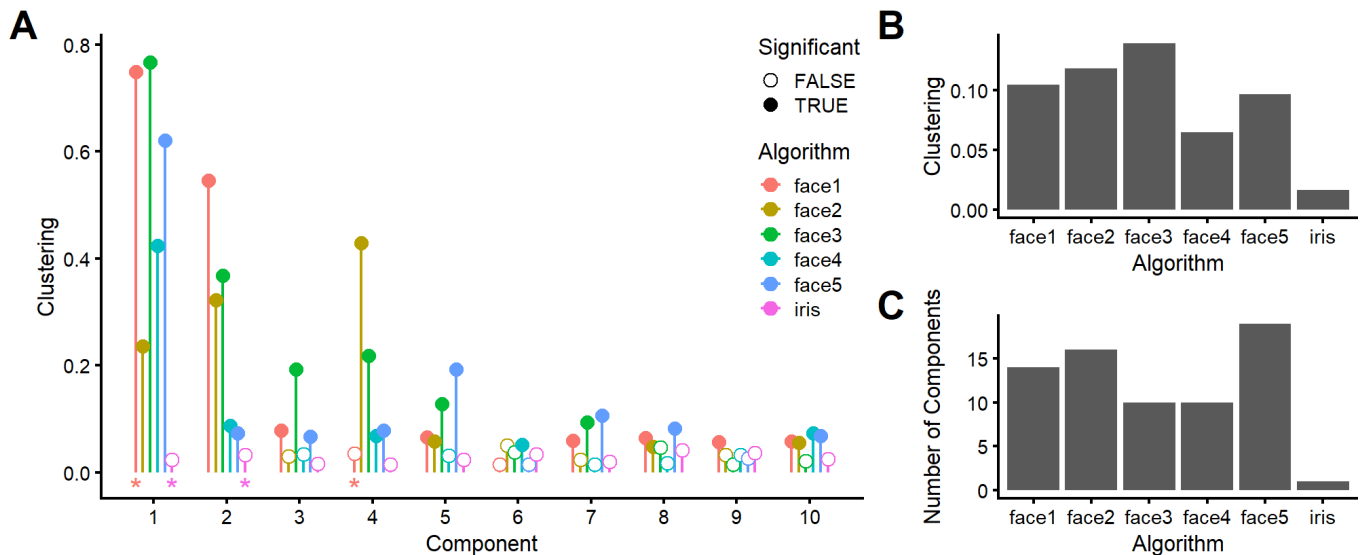 A
0.8
0.6
0.4
0.2
0.0
Clustering
* * * *
1 2 3 4 5 6 7 8 9 10
Component
Significant
FALSE
TRUE
Algorithm
face1
face2
face3
face4
face5
iris
B
0.10
0.05
0.00
Clustering
face1 face2 face3 face4 face5 iris
Algorithm
C
15
10
5
0
Number of Components
face1 face2 face3 face4 face5 iris
Algorithm